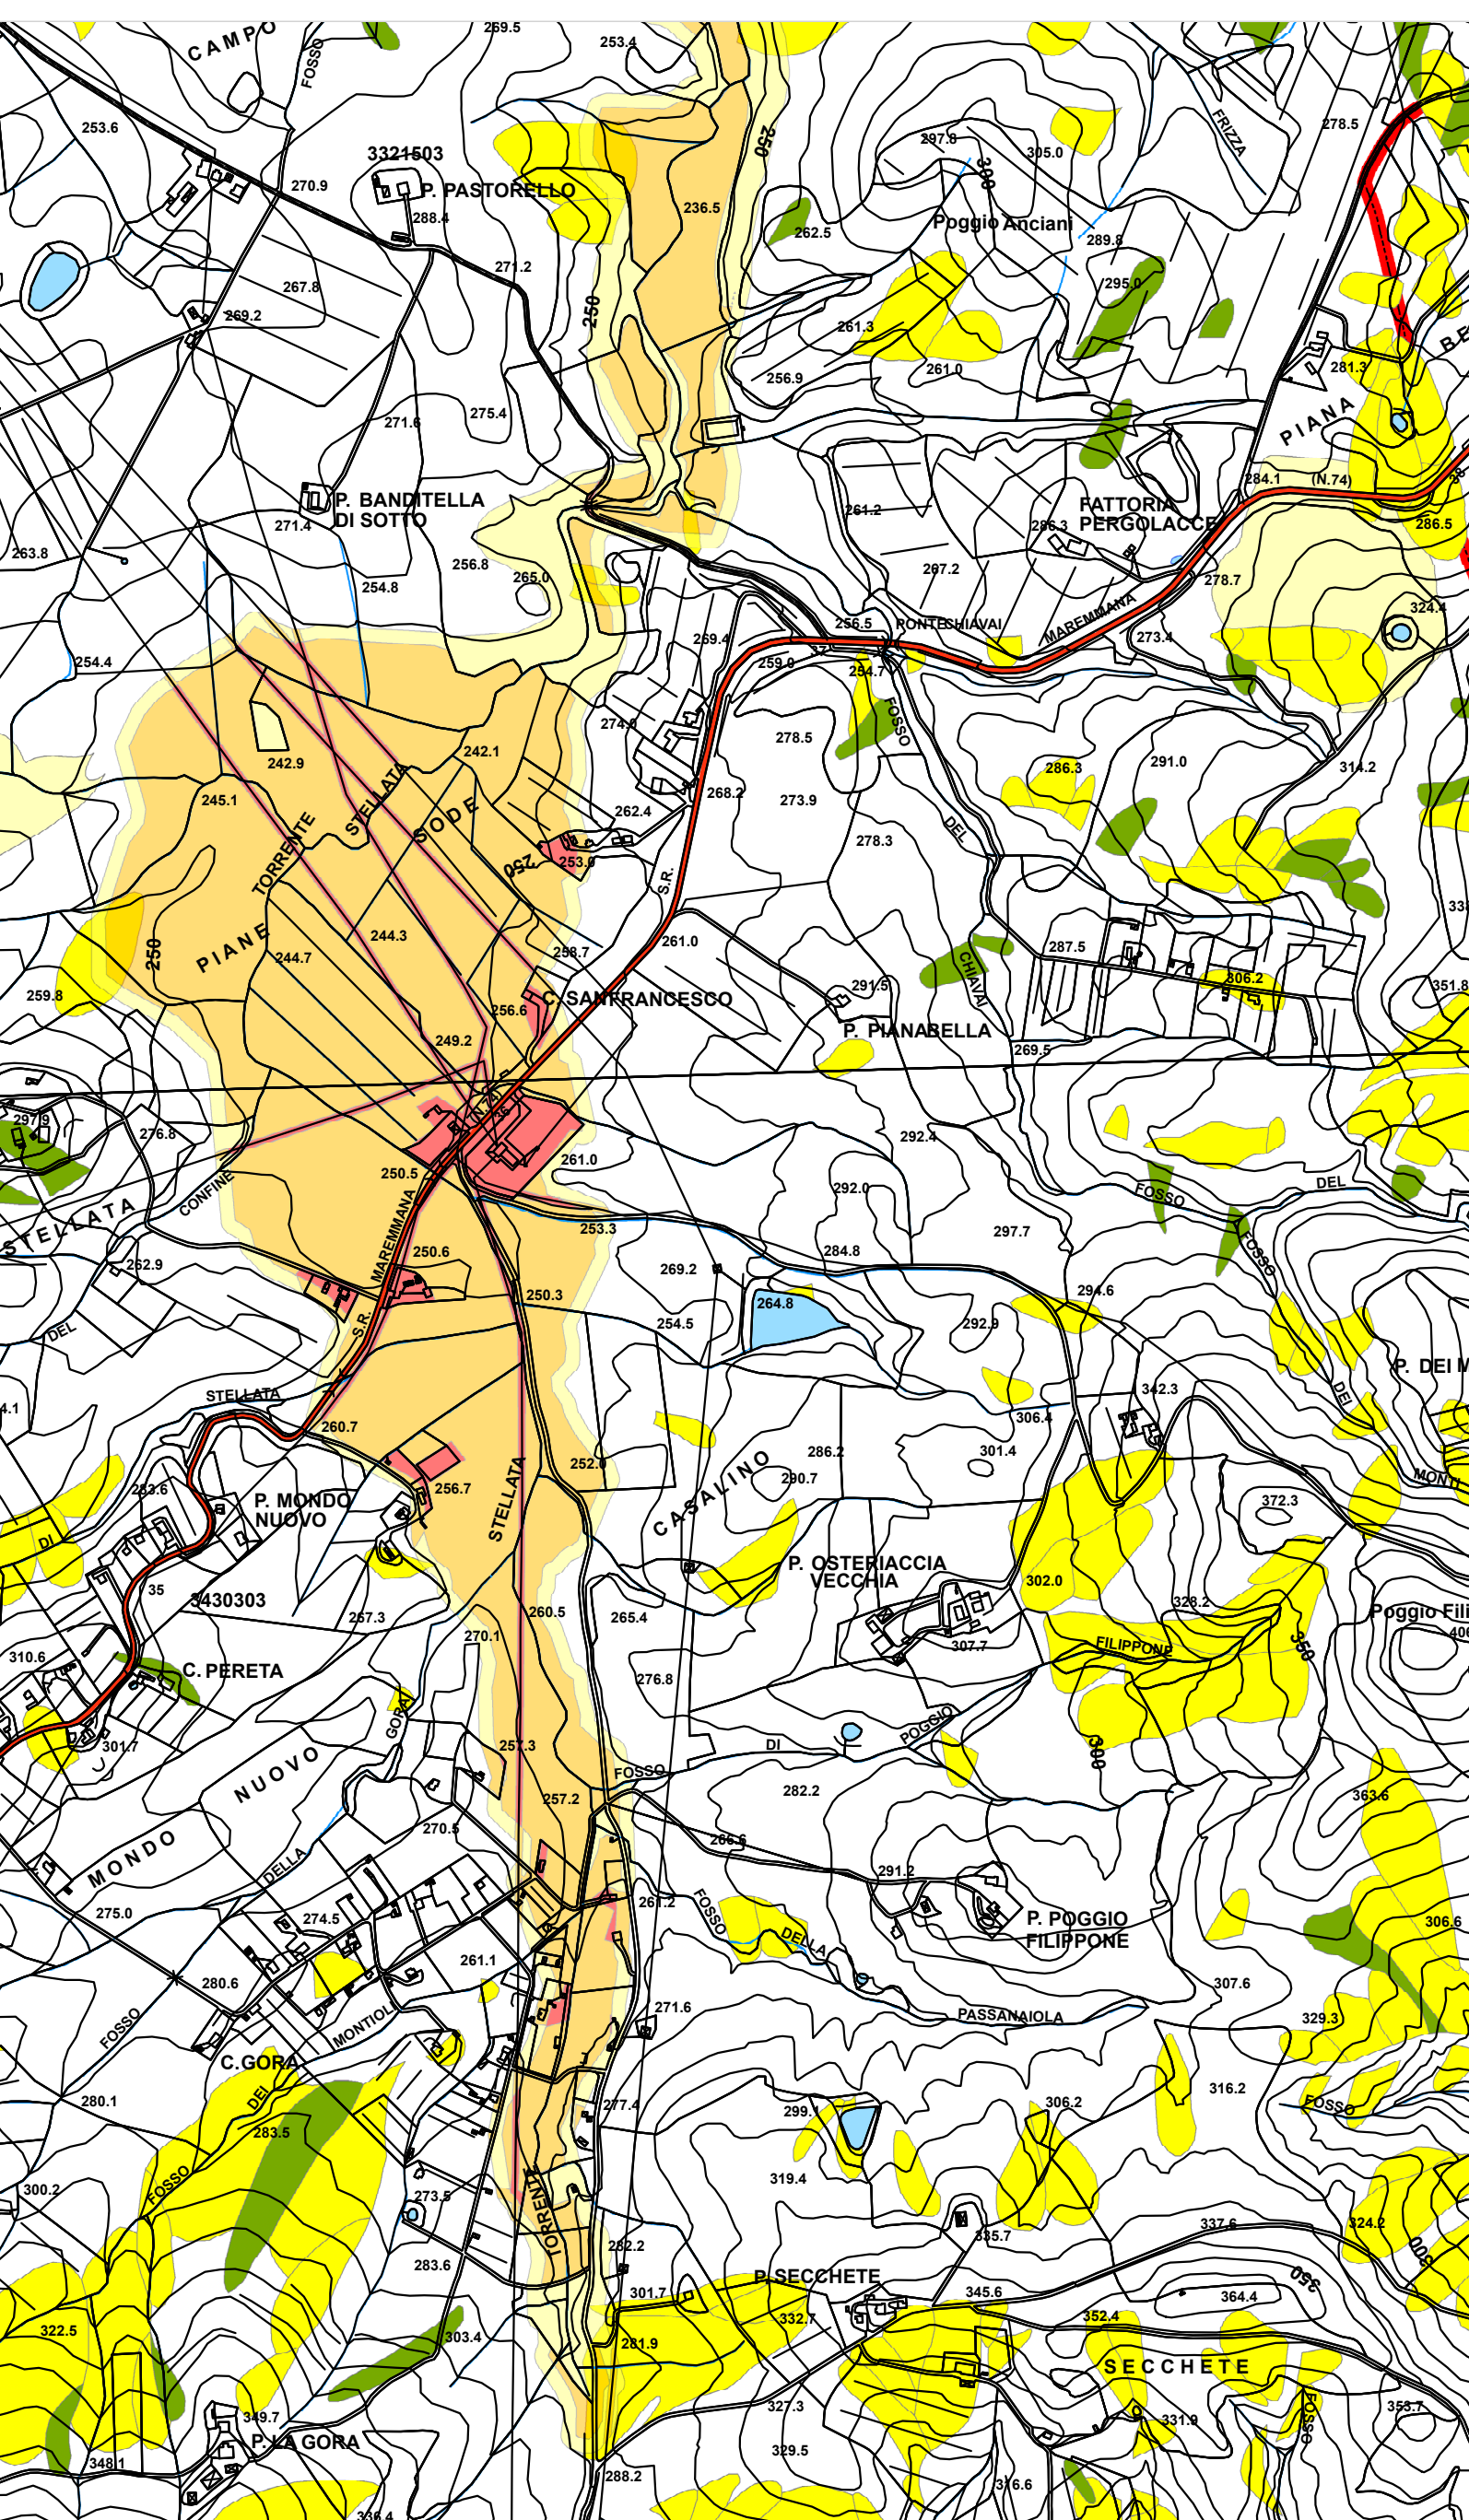 CAMPO
FOSSO
269.5
253.4
250
253.6
3321503
P. PASTORELLO
270.9
288.4
236.5
262.5
297.8
300
305.0
FRIZZA
278.5
Poggio Anciani
289.8
271.2
267.8
269.2
250
295.0
261.3
256.9
261.0
281.3
BE
PIANA
271.6
275.4
P. BANDITELLA
DI SOTTO
271.4
263.8
256.8
265.0
254.8
261.2
FATTORIA
PERGOLACCE
286.3
267.2
284.1
(N.74)
38
286.5
278.7
324.4
254.4
269.4
256.5
PONTE CHIAVAI
MAREMMANA
273.4
37
259.0
254.7
FOSSO
274.0
278.5
242.9
242.1
245.1
TORRENTE
STELLATA
SODE
262.4
268.2
273.9
278.3
286.3
291.0
314.2
DEL
250
253.0
S.R.
250
PIANE
244.3
244.7
258.7
261.0
287.5
306.2
259.8
256.6
C. SANFRANCESCO
291.5
P. PIANABELLA
CHIAVAI
351.8
249.2
269.5
(N.74)
36
297.9
276.8
250.5
261.0
292.4
CONFINE
STELLATA
MAREMMANA
253.3
292.0
297.7
FOSSO
DEL
FOSSO
262.9
250.6
269.2
284.8
250.3
264.8
294.6
DEL
S.R.
254.5
292.9
STELLATA
4.1
P. DEI M
260.7
342.3
DEI
306.4
286.2
301.4
252.0
290.7
CASALINO
283.6
256.7
P. MONDO
NUOVO
STELLATA
MONTI
372.3
DI
35
3430303
P. OSTERIACCIA
VECCHIA
302.0
328.2
267.3
260.5
265.4
307.7
FILIPPONE
350
Poggio Fili
310.6
C. PERETA
270.1
276.8
GORA
301.7
257.3
DI
POGGIO
300
NUOVO
FOSSO
257.2
282.2
363.6
MONDO
270.5
266.6
DELLA
291.2
275.0
274.5
261.2
FOSSO
P. POGGIO
FILIPPONE
306.6
261.1
DELLA
280.6
307.6
FOSSO
MONTIOLI
271.6
PASSANAIOLA
329.3
C.GORA
280.1
DEI
277.4
299.1
306.2
316.2
FOSSO
283.5
FOSSO
300.2
273.5
319.4
TORRENTE
335.7
337.6
324.2
300
283.6
282.2
P. SECCHETE
350
301.7
345.6
364.4
332.7
352.4
322.5
303.4
281.9
SECCHETE
327.3
353.7
349.7
331.9
FOSSO
P. LA GORA
348.1
329.5
288.2
316.6
336.4